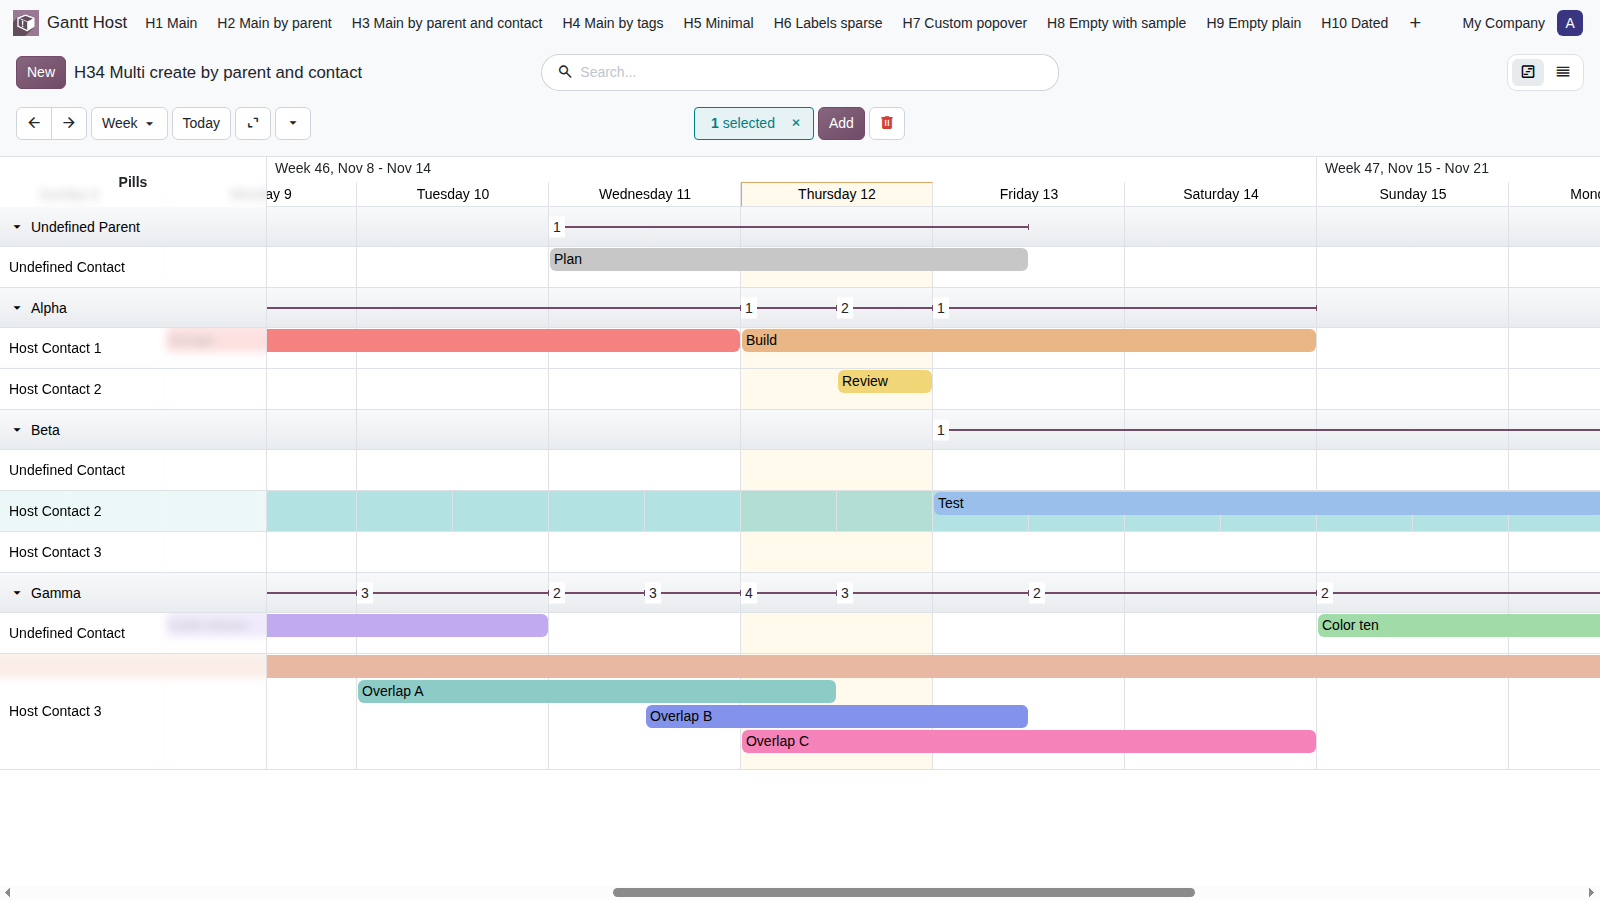 Gantt Host H1 Main H2 Main by parent H3 Main by parent and contact H4 Main by tags H5 Minimal H6 Labels sparse H7 Custom popover H8 Empty with sample H9 Empty plain H10 Dated + My Company A
New H34 Multi create by parent and contact Search...
Week Today 1 selected × Add
Week 46, Nov 8 - Nov 14 Week 47, Nov 15 - Nov 21
Pills
ay 9 Tuesday 10 Wednesday 11 Thursday 12 Friday 13 Saturday 14 Sunday 15 Mon
Undefined Parent 1
Undefined Contact Plan
Alpha 1 2 1
Host Contact 1 Build
Host Contact 2 Review
Beta 1
Undefined Contact
Host Contact 2 Test
Host Contact 3
Gamma 3 2 3 4 3 2 2
Undefined Contact Color ten
Overlap A
Host Contact 3
Overlap B
Overlap C